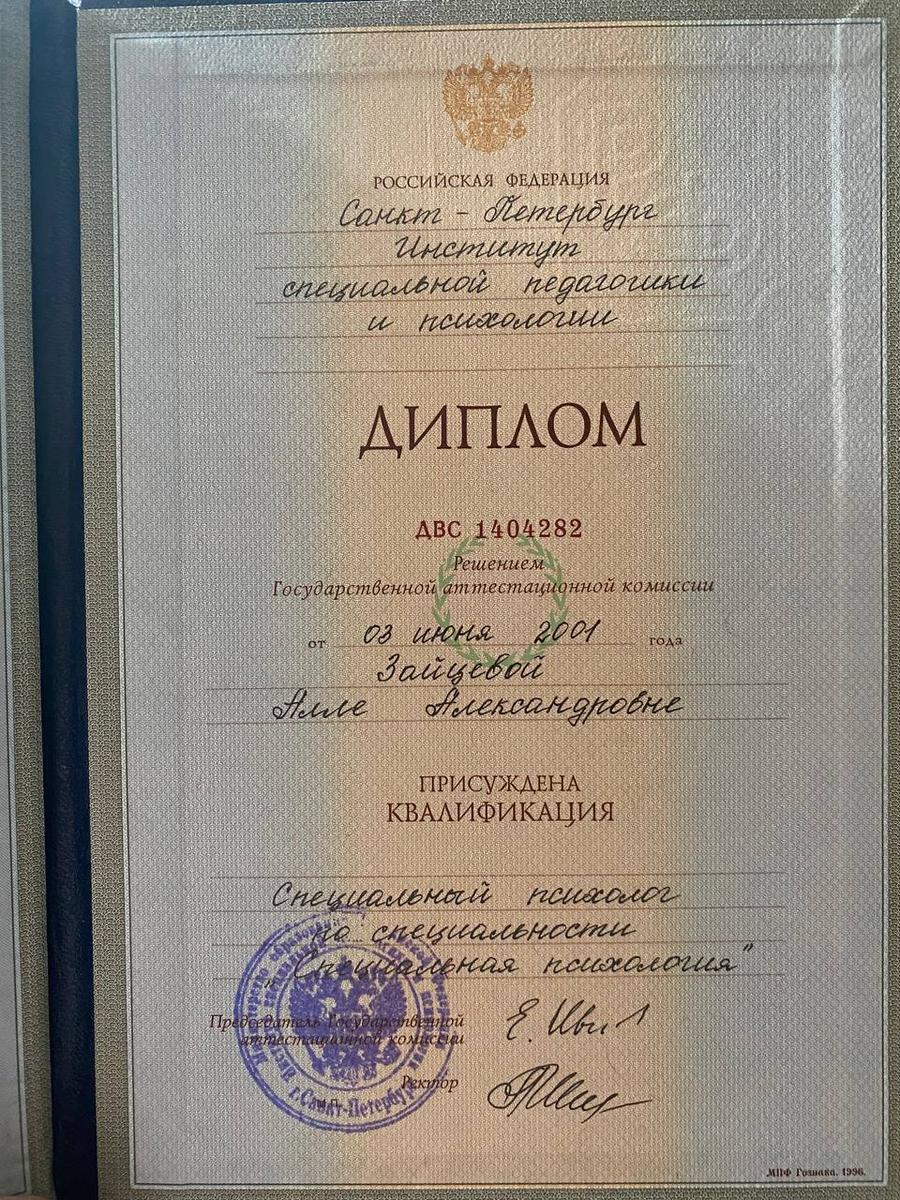 РОССИЙСКАЯ ФЕДЕРАЦИЯ
Санкт - Петербург
Институт
специальной педагогики
и психологии
ДИПЛОМ
ДВС 1404282
Решением
Государственной аттестационной комиссии
от 03 июня 2001 года
Зайцевой
Алле Александровне
ПРИСУЖДЕНА
КВАЛИФИКАЦИЯ
Специальный психолог
по специальности
"Специальная психология"
Председатель Государственной
аттестационной комиссии
Ректор
г. Санкт-Петербург
МПФ Гознака. 1996.